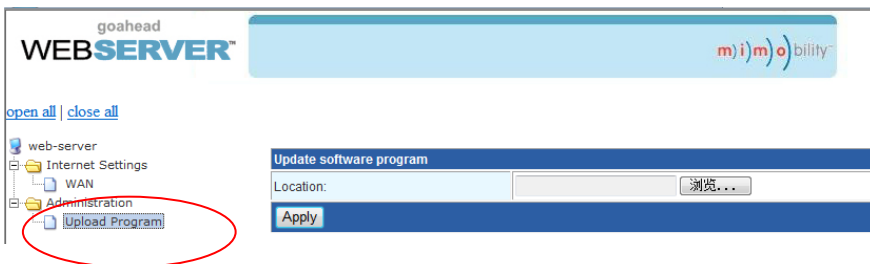 goahead
WEBSERVER™
m)i)m)o)bility™
open all | close all
web-server
Internet Settings
WAN
Administration
Upload Program
Update software program
Location:
浏览...
Apply